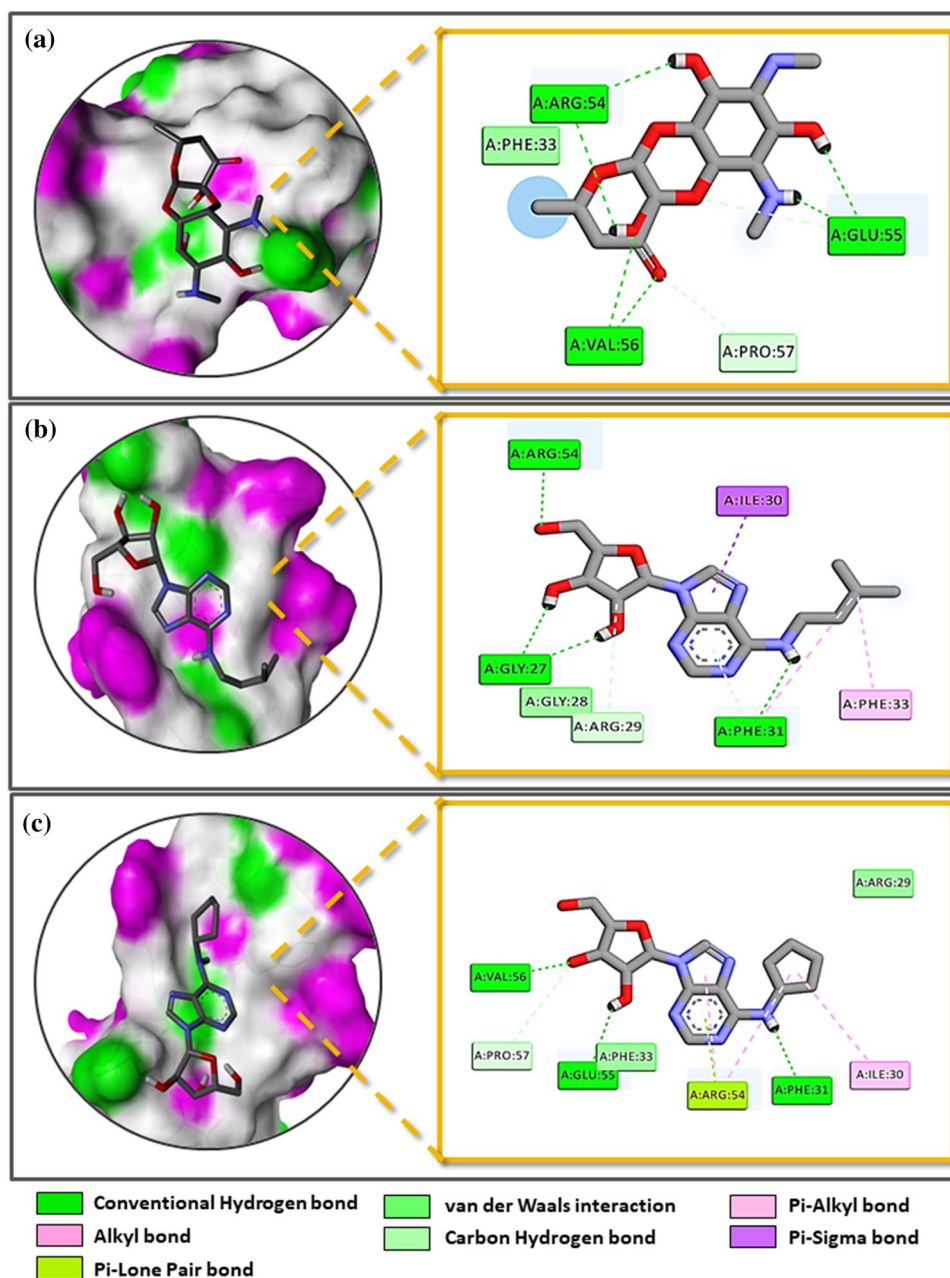 (a)
A:ARG:54
A:PHE:33
A:GLU:55
A:VAL:56
A:PRO:57
(b)
A:ARG:54
A:ILE:30
A:GLY:27
A:GLY:28
A:ARG:29
A:PHE:31
A:PHE:33
(c)
A:ARG:29
A:VAL:56
A:PRO:57
A:GLU:55
A:PHE:33
A:ARG:54
A:PHE:31
A:ILE:30
Conventional Hydrogen bond
van der Waals interaction
Pi-Alkyl bond
Alkyl bond
Carbon Hydrogen bond
Pi-Sigma bond
Pi-Lone Pair bond